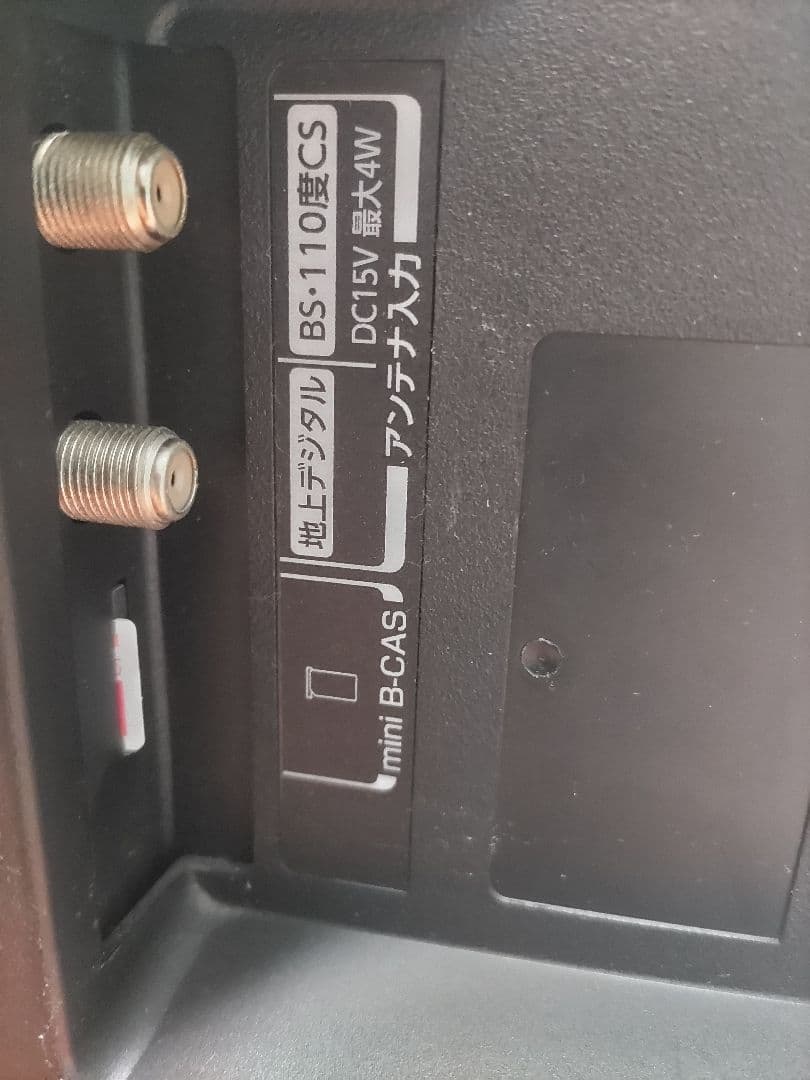 地上デジタル
BS・110度CS
DC15V 最大4W
アンテナ入力
mini B-CAS